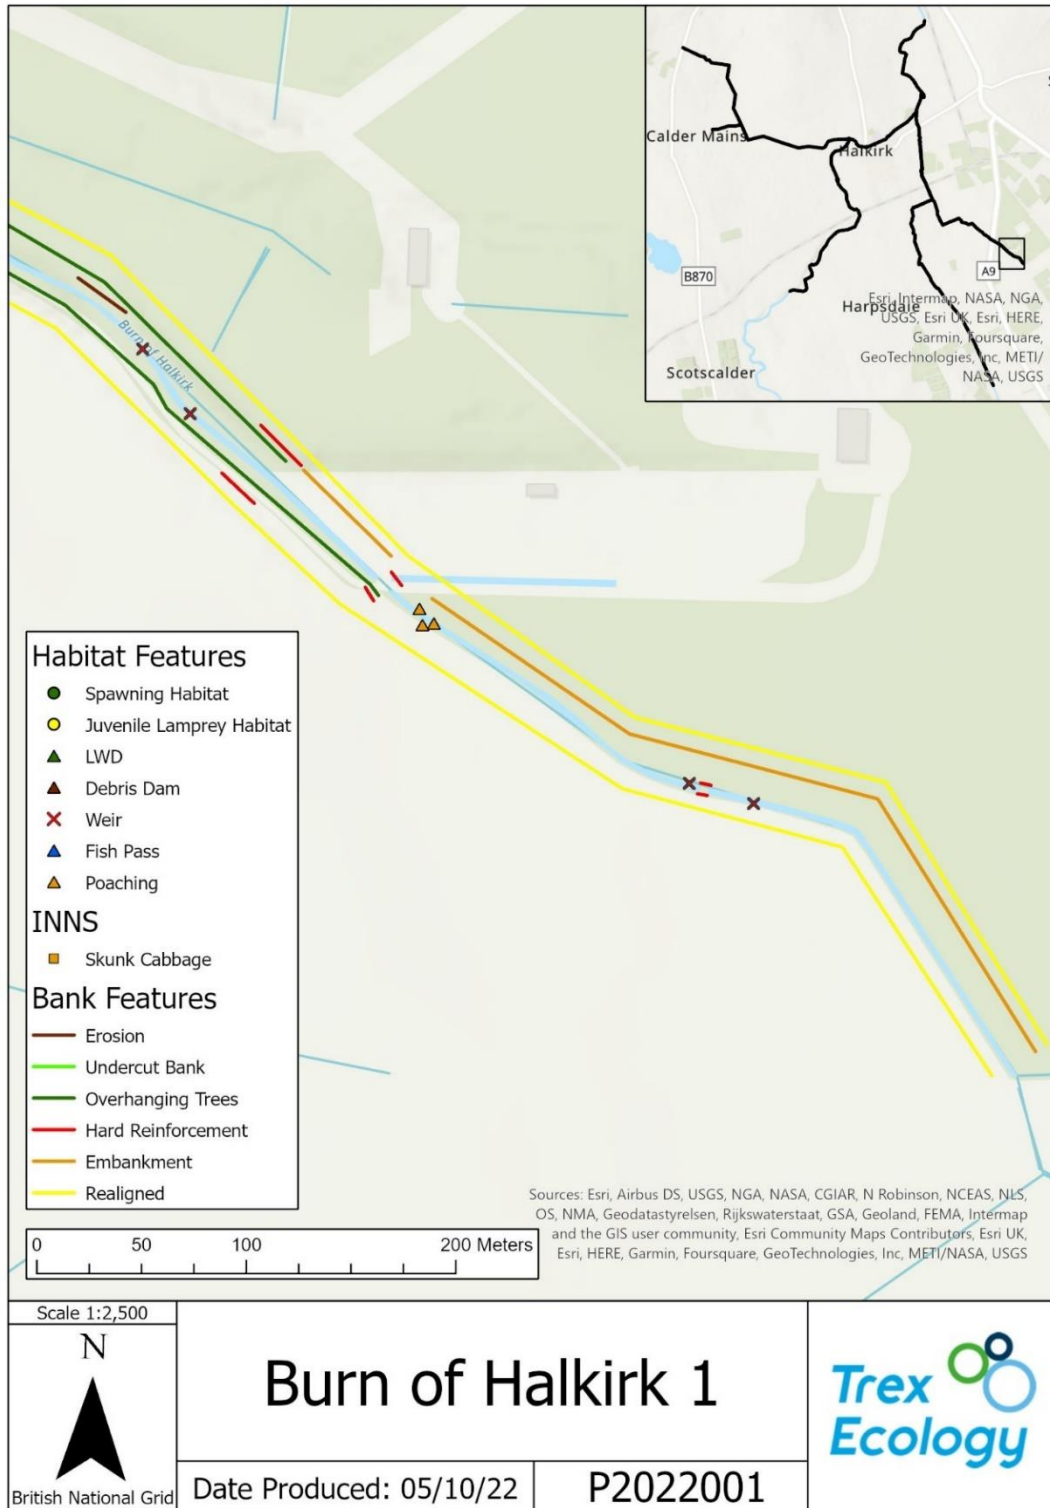 Calder Mains
Halkirk
B870
A9
Harpsdale
Scotscalder
Esri, Intermap, NASA, NGA,
USGS, Esri UK, Esri, HERE,
Garmin, Foursquare,
GeoTechnologies, Inc, METI/
NASA, USGS
Burn of Halkirk
Habitat Features
Spawning Habitat
Juvenile Lamprey Habitat
LWD
Debris Dam
Weir
Fish Pass
Poaching
INNS
Skunk Cabbage
Bank Features
Erosion
Undercut Bank
Overhanging Trees
Hard Reinforcement
Embankment
Realigned
Sources: Esri, Airbus DS, USGS, NGA, NASA, CGIAR, N Robinson, NCEAS, NLS,
OS, NMA, Geodatastyrelsen, Rijkswaterstaat, GSA, Geoland, FEMA, Intermap
and the GIS user community, Esri Community Maps Contributors, Esri UK,
Esri, HERE, Garmin, Foursquare, GeoTechnologies, Inc, METI/NASA, USGS
0 50 100 200 Meters
Scale 1:2,500
N
British National Grid
Burn of Halkirk 1
Date Produced: 05/10/22
P2022001
Trex
Ecology